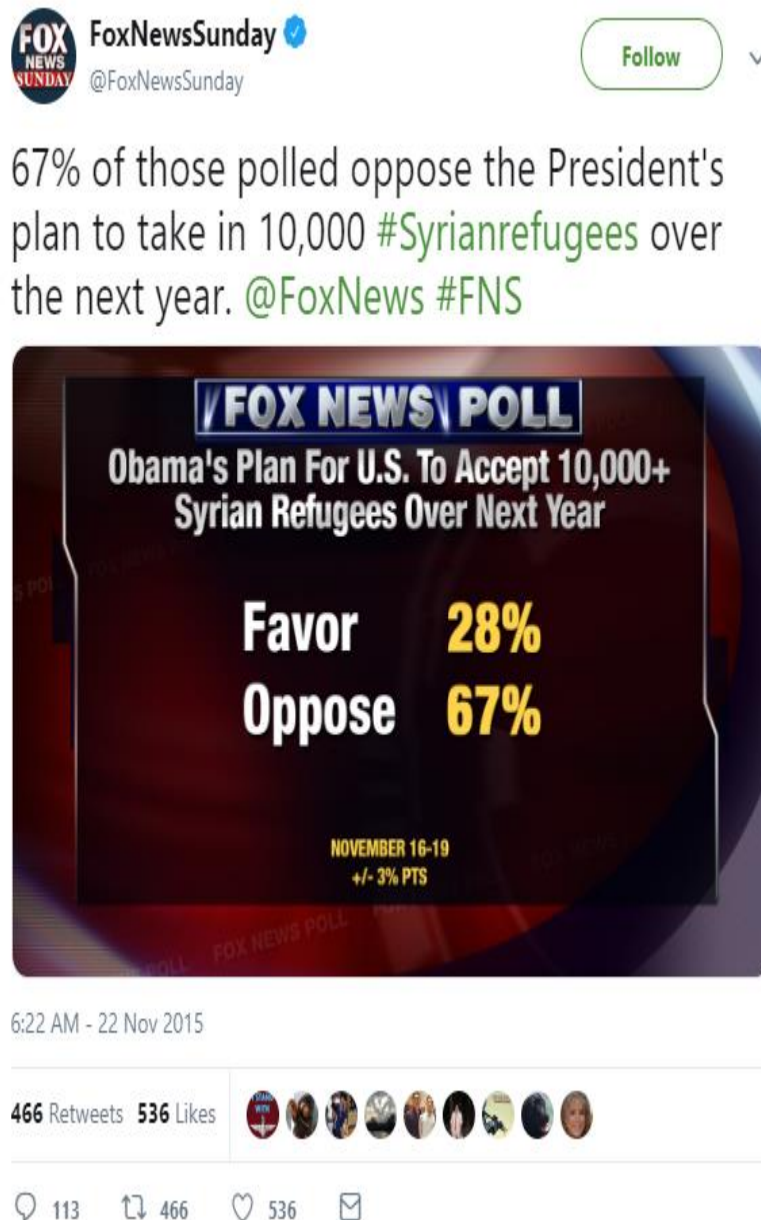 FOX
NEWS
SUNDAY
FoxNewsSunday
@FoxNewsSunday
Follow
67% of those polled oppose the President's
plan to take in 10,000 #Syrianrefugees over
the next year. @FoxNews #FNS
FOX NEWS POLL
Obama's Plan For U.S. To Accept 10,000+
Syrian Refugees Over Next Year
Favor 28%
Oppose 67%
NOVEMBER 16-19
+/- 3% PTS
FOX NEWS POLL
6:22 AM - 22 Nov 2015
466 Retweets 536 Likes
113 466 536